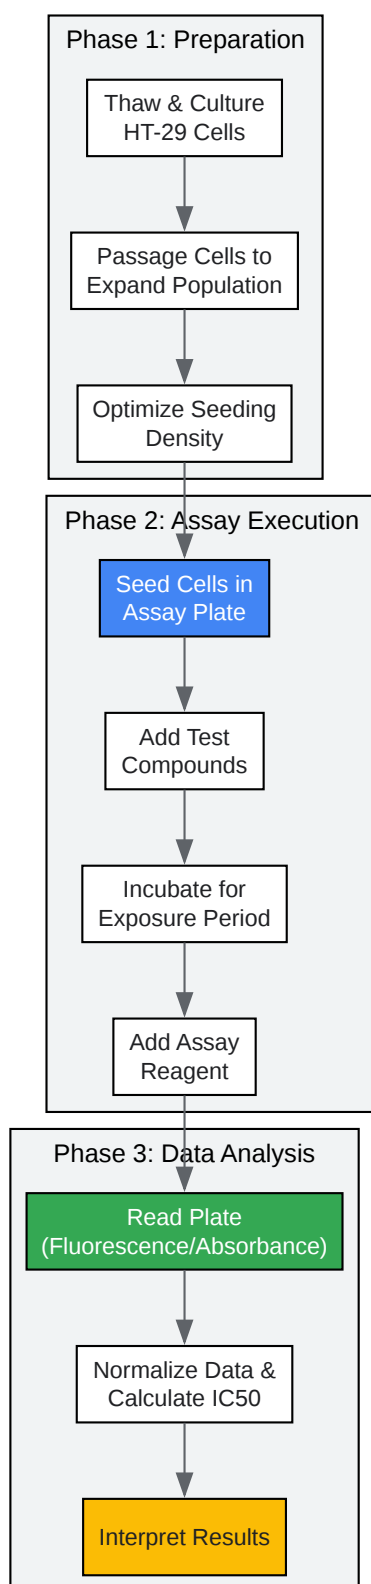 Phase 1: Preparation
Thaw & Culture
HT-29 Cells
Passage Cells to
Expand Population
Optimize Seeding
Density
Phase 2: Assay Execution
Seed Cells in
Assay Plate
Add Test
Compounds
Incubate for
Exposure Period
Add Assay
Reagent
Phase 3: Data Analysis
Read Plate
(Fluorescence/Absorbance)
Normalize Data &
Calculate IC50
Interpret Results